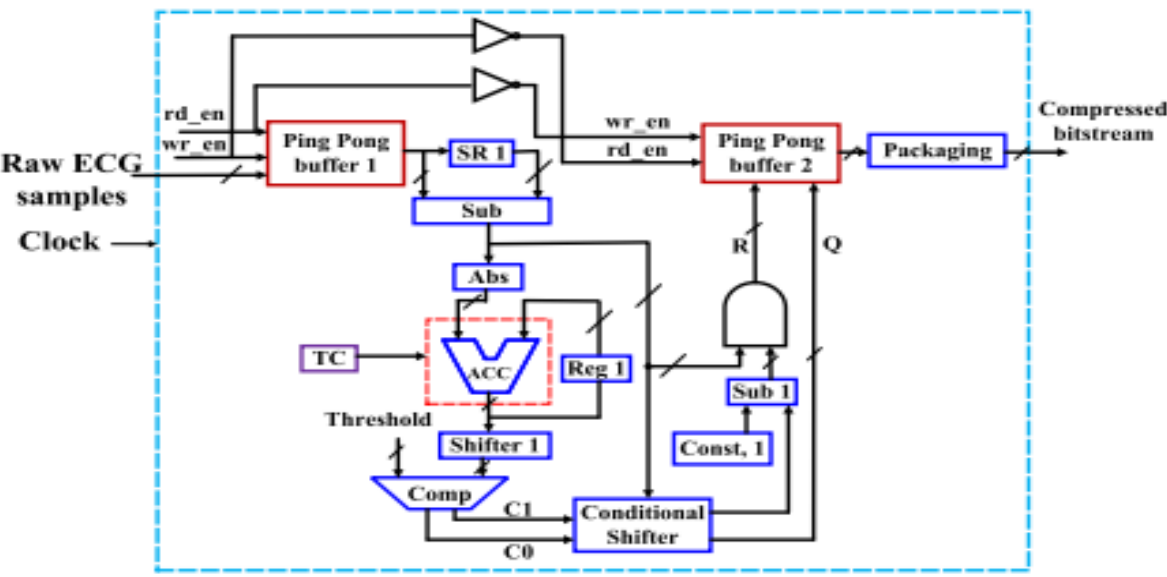 rd_en
wr_en
Raw ECG
samples
Clock
Ping Pong
buffer 1
SR 1
Sub
Abs
TC
ACC
Reg 1
Threshold
Shifter 1
Comp
C1
C0
Conditional
Shifter
wr_en
rd_en
Ping Pong
buffer 2
Packaging
Compressed
bitstream
R
Q
Sub 1
Const, 1